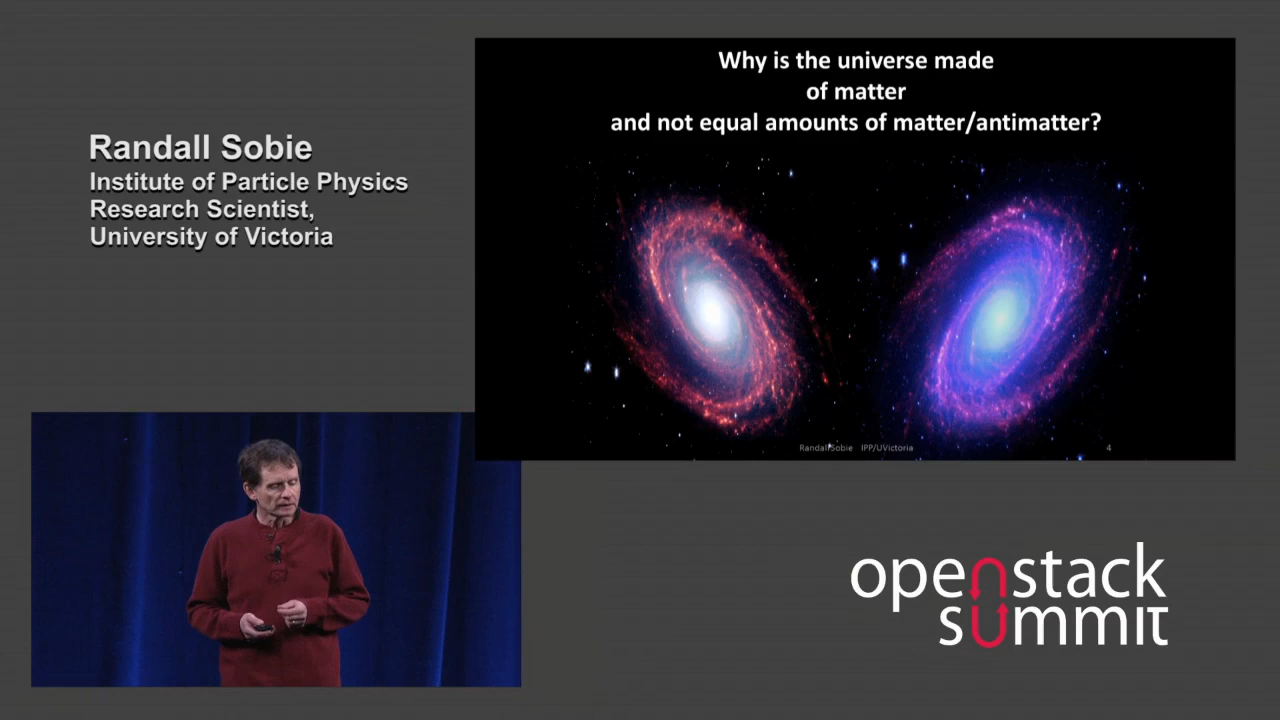 Randall Sobie
Institute of Particle Physics
Research Scientist,
University of Victoria
Why is the universe made
of matter
and not equal amounts of matter/antimatter?
Randall Sobie IPP/UVictoria
4
openstack
summit